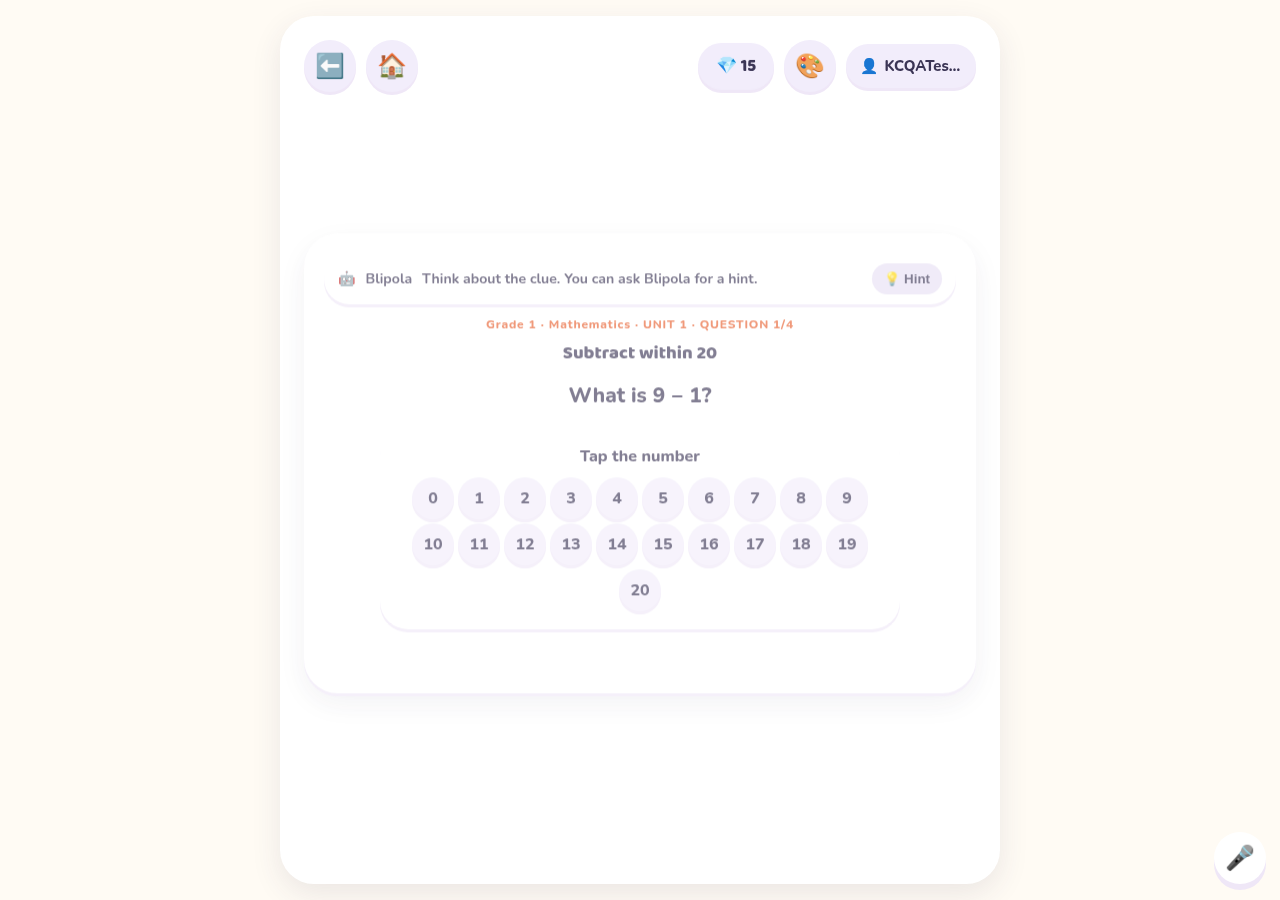 15
KCQATes...
Blipola Think about the clue. You can ask Blipola for a hint.
Hint
Grade 1 · Mathematics · UNIT 1 · QUESTION 1/4
Subtract within 20
What is 9 – 1?
Tap the number
0 1 2 3 4 5 6 7 8 9
10 11 12 13 14 15 16 17 18 19
20